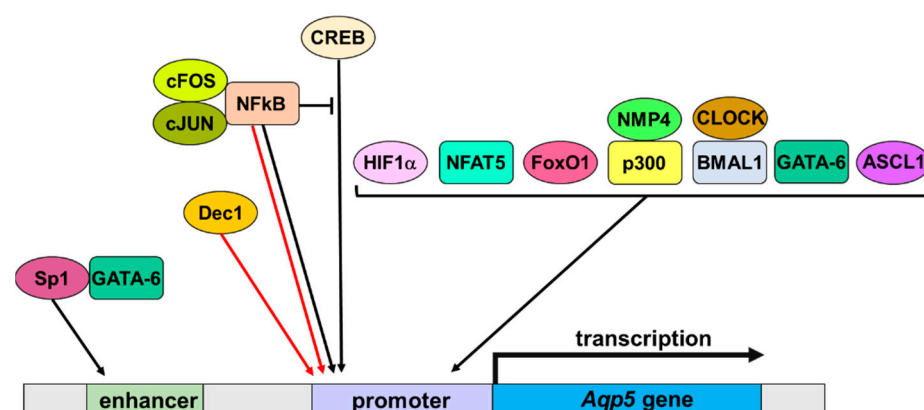 CREB
cFOS
NFkB
cJUN
NMP4
CLOCK
HIF1α
NFAT5
FoxO1
p300
BMAL1
GATA-6
ASCL1
Dec1
Sp1
GATA-6
transcription
enhancer
promoter
Aqp5 gene